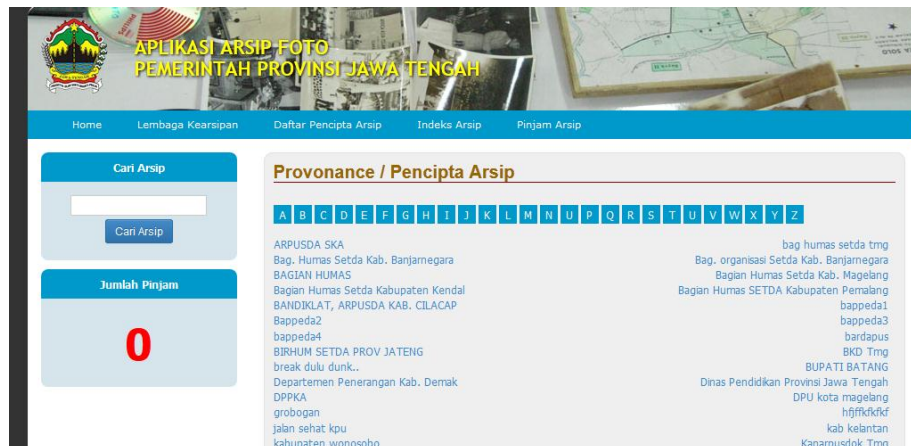 APLIKASI ARSIP FOTO
PEMERINTAH PROVINSI JAWA TENGAH
Home Lembaga Kearsipan Daftar Pencipta Arsip Indeks Arsip Pinjam Arsip
Cari Arsip
Cari Arsip
Jumlah Pinjam
0
Provonance / Pencipta Arsip
A B C D E F G H I J K L M N U P Q R S T U V W X Y Z
ARPUSDA SKA bag humas setda tmg
Bag. Humas Setda Kab. Banjarnegara Bag. organisasi Setda Kab. Banjarnegara
BAGIAN HUMAS Bagian Humas Setda Kab. Magelang
Bagian Humas Setda Kabupaten Kendal Bagian Humas SETDA Kabupaten Pemalang
BANDIKLAT, ARPUSDA KAB. CILACAP bappeda1
Bappeda2 bappeda3
bappeda4 bardapus
BIRHUM SETDA PROV JATENG BKD Tmg
break dulu dunk.. BUPATI BATANG
Departemen Penerangan Kab. Demak Dinas Pendidikan Provinsi Jawa Tengah
DPPKA DPU kota magelang
grobogan hfjffkfkfkf
jalan sehat kpu kab kelantan
kabupaten wonosobo Kanarpusdok Tmg